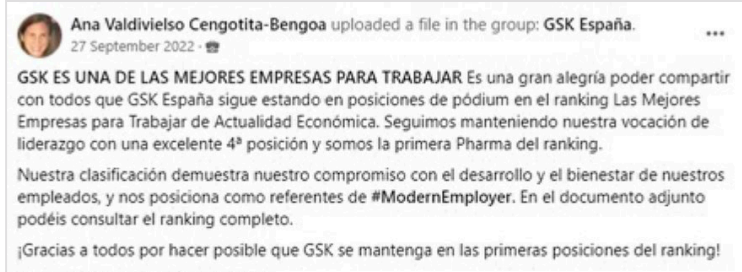 Ana Valdivielso Cengotita-Bengoa uploaded a file in the group: GSK España.
27 September 2022 ·
GSK ES UNA DE LAS MEJORES EMPRESAS PARA TRABAJAR Es una gran alegría poder compartir
con todos que GSK España sigue estando en posiciones de pódium en el ranking Las Mejores
Empresas para Trabajar de Actualidad Económica. Seguimos manteniendo nuestra vocación de
liderazgo con una excelente 4ª posición y somos la primera Pharma del ranking.
Nuestra clasificación demuestra nuestro compromiso con el desarrollo y el bienestar de nuestros
empleados, y nos posiciona como referentes de #ModernEmployer. En el documento adjunto
podéis consultar el ranking completo.
¡Gracias a todos por hacer posible que GSK se mantenga en las primeras posiciones del ranking!